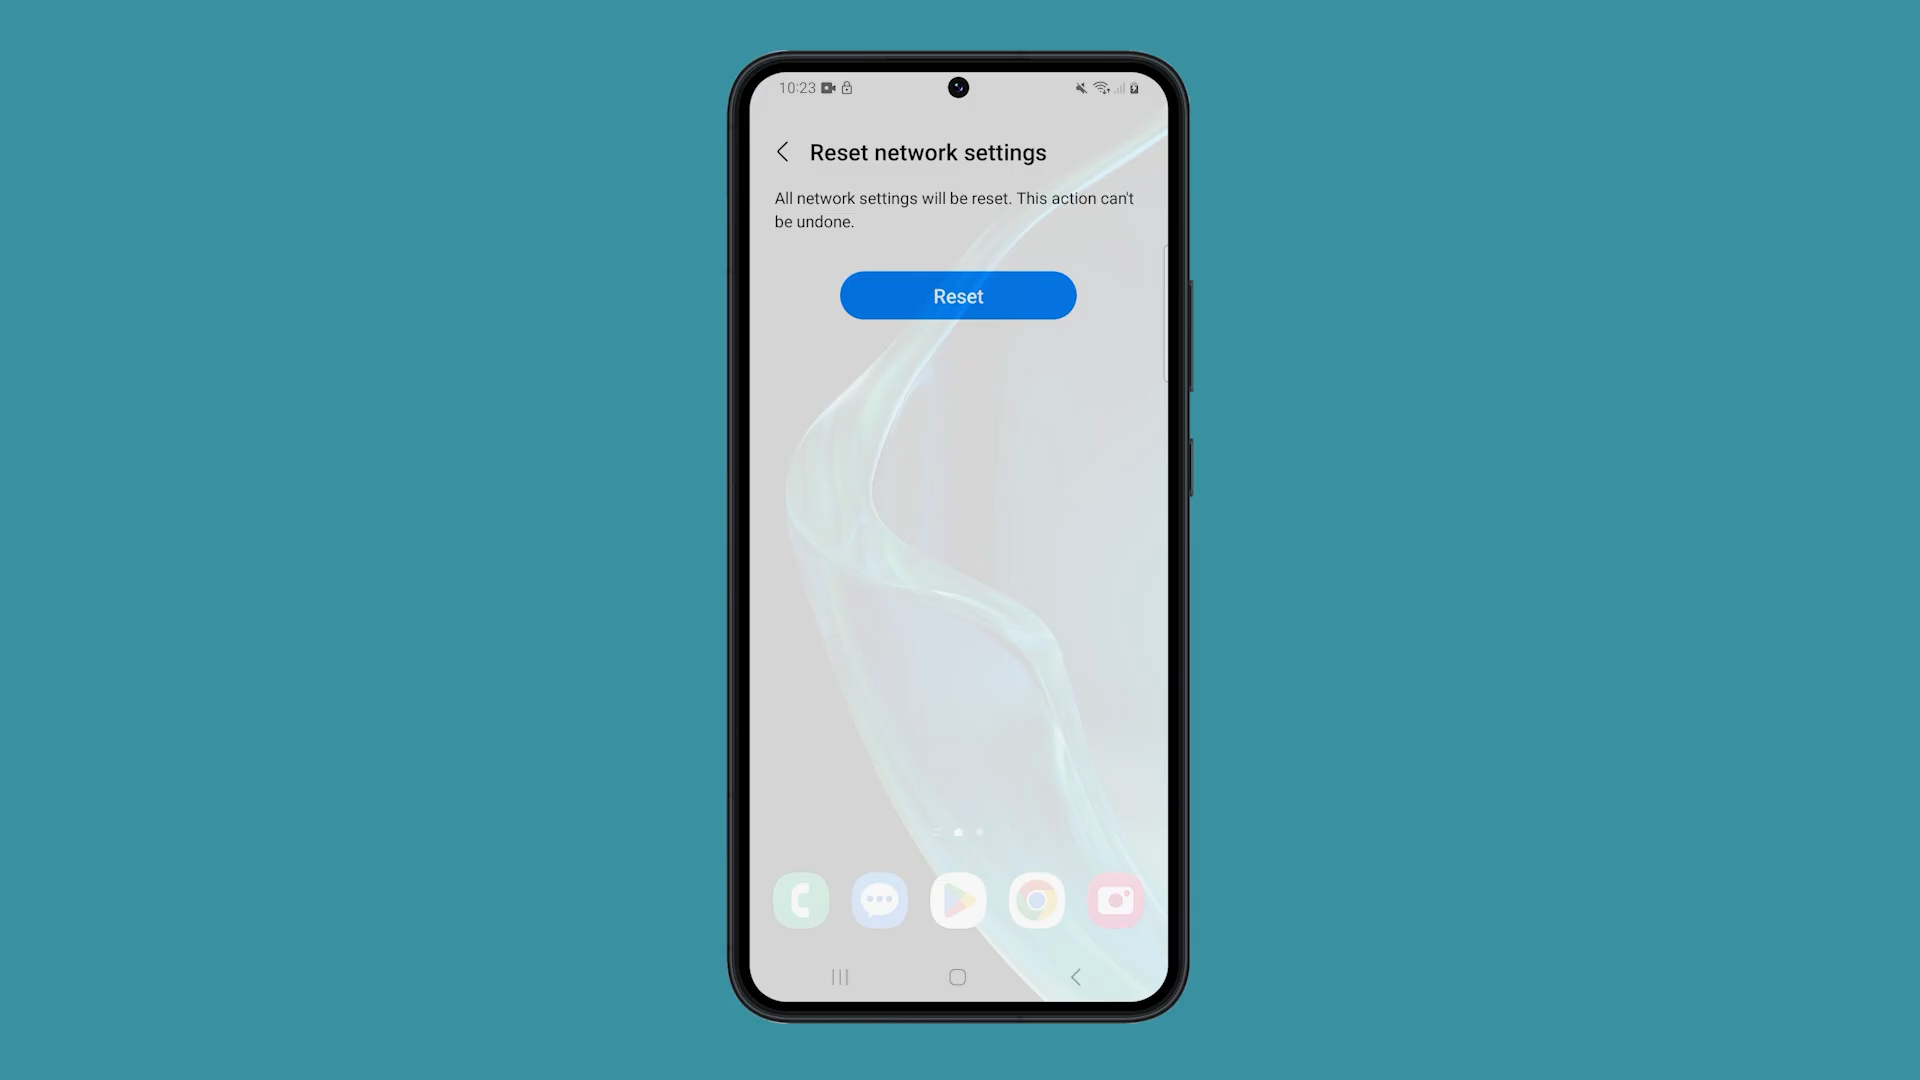 10:23
Reset network settings
All network settings will be reset. This action can't
be undone.
Reset